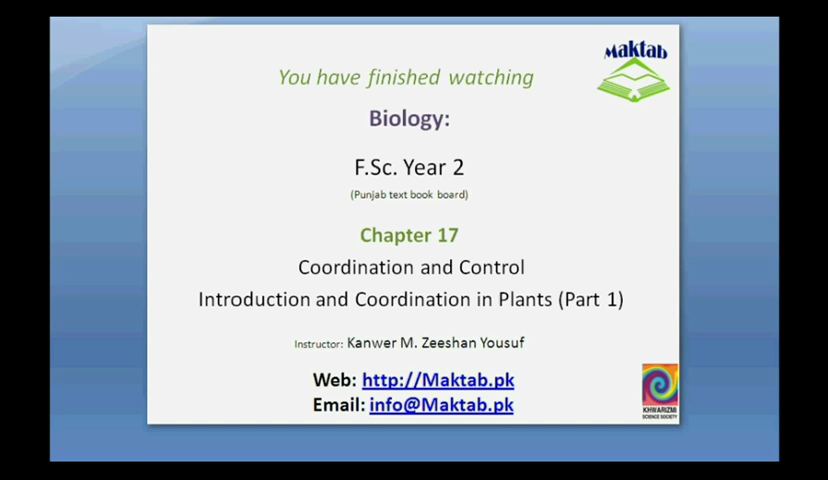 Maktab
You have finished watching
Biology:
F.Sc. Year 2
(Punjab text book board)
Chapter 17
Coordination and Control
Introduction and Coordination in Plants (Part 1)
Instructor: Kanwer M. Zeeshan Yousuf
Web: http://Maktab.pk
Email: info@Maktab.pk
KHWARIZMI
SCIENCE SOCIETY